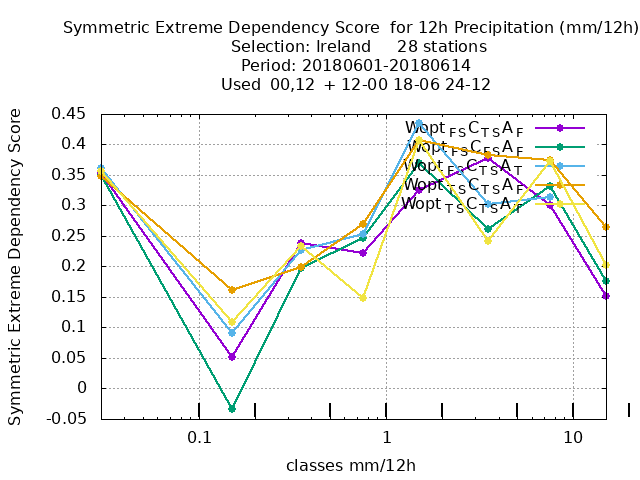 Symmetric Extreme Dependency Score  for 12h Precipitation (mm/12h)
Selection: Ireland     28 stations
Period: 20180601-20180614
Used  00,12  + 12-00 18-06 24-12
Symmetric Extreme Dependency Score
0.45
0.4
0.35
0.3
0.25
0.2
0.15
0.1
0.05
0
-0.05
Wopt FS C TS A F
Wopt FS C FS A F
Wopt FS C TS A T
Wopt TS C TS A F
0.1
1
10
classes mm/12h